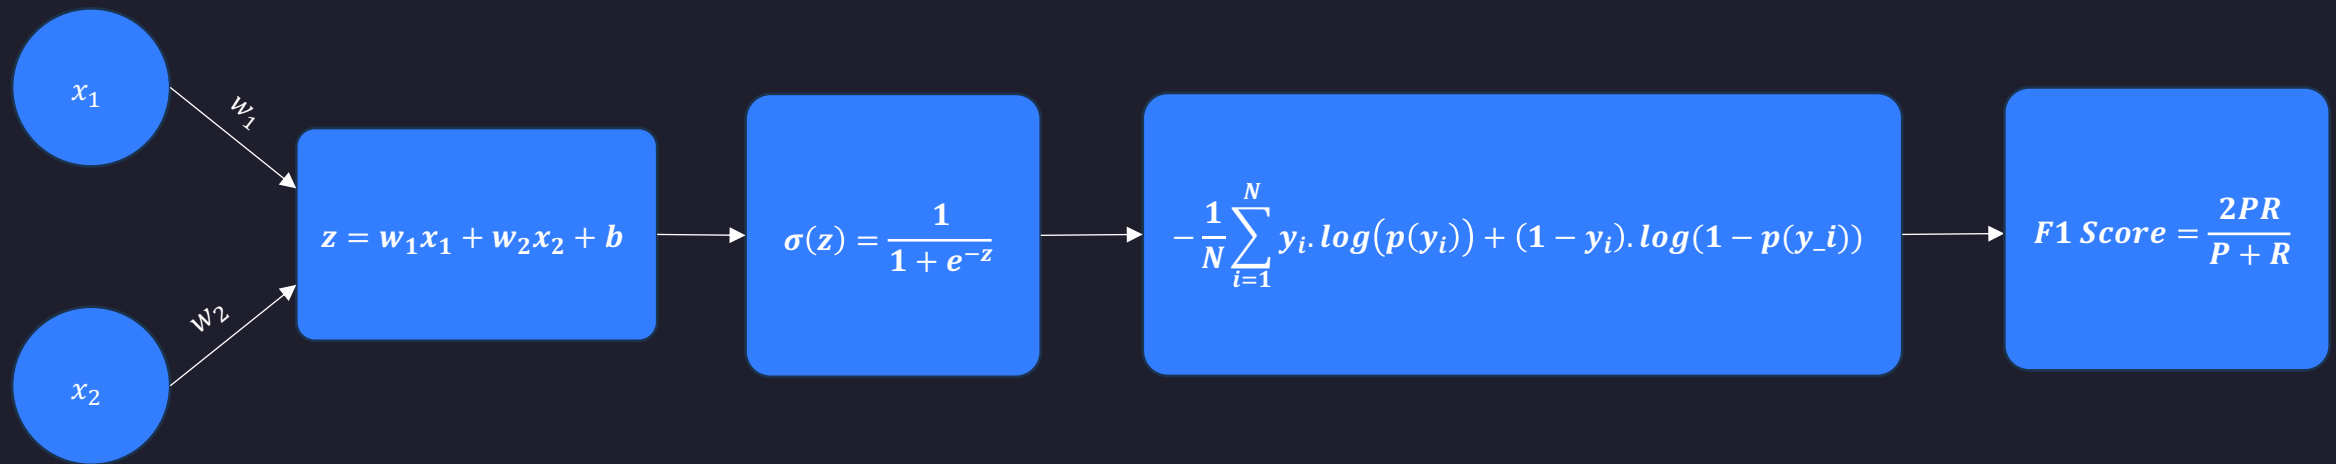 x₁
w₁
z = w₁x₁ + w₂x₂ + b
w₂
x₂
σ(z) = 1 / (1 + e⁻ᶻ)
−(1/N) ∑ᵢ₌₁ᴺ yᵢ.log(p(yᵢ)) + (1 − yᵢ).log(1 − p(y_i))
F1 Score = 2PR / (P + R)